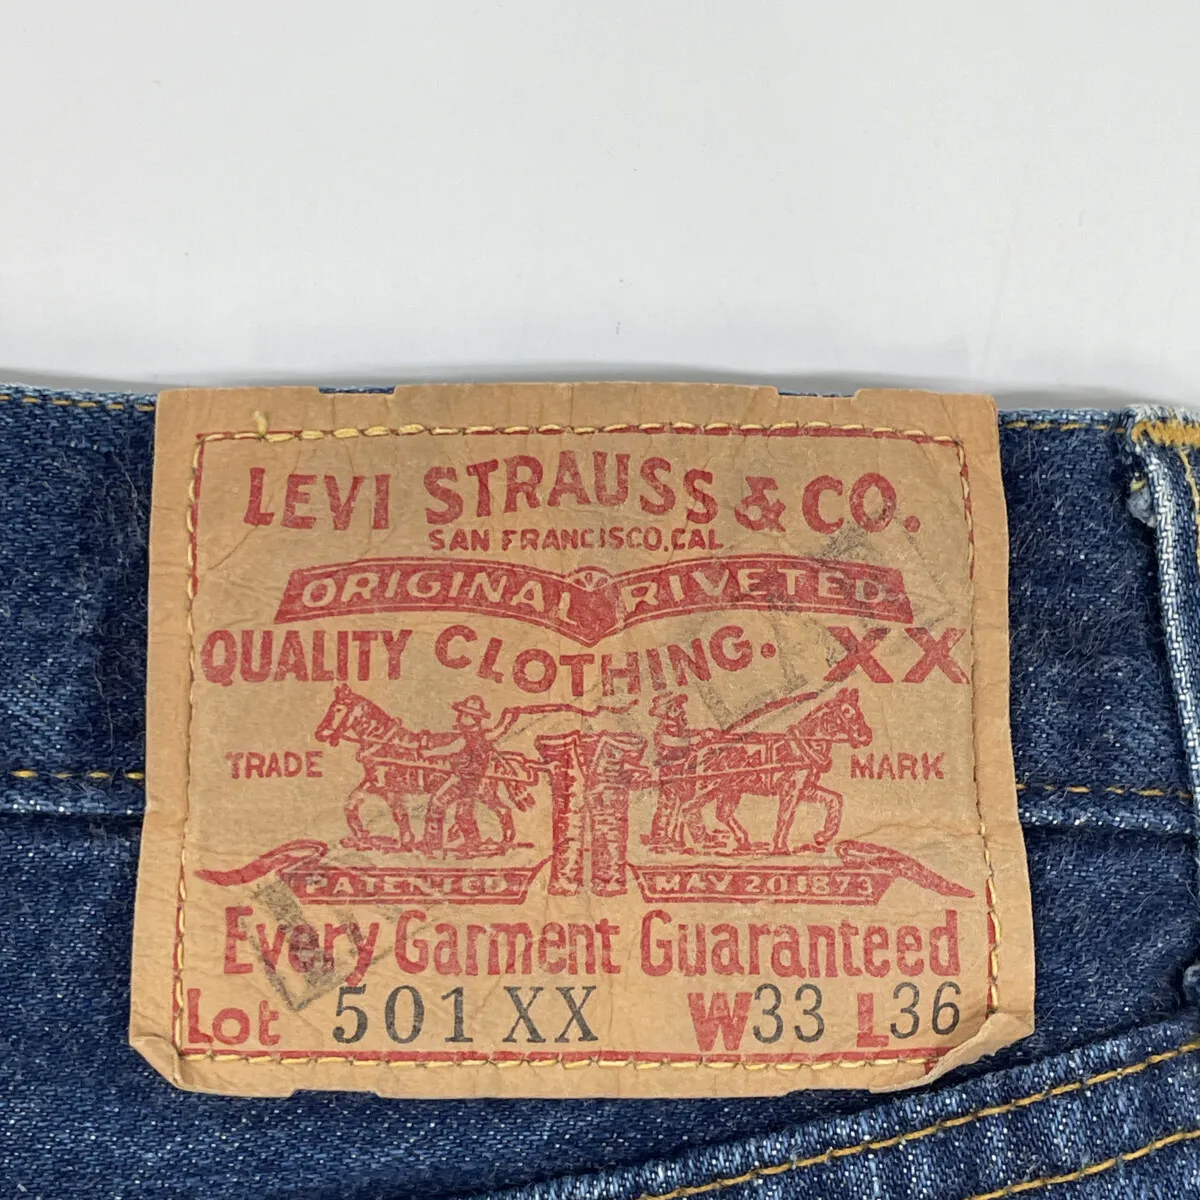 LEVI STRAUSS & CO.
SAN FRANCISCO, CAL
ORIGINAL RIVETED
QUALITY CLOTHING. XX
TRADE MARK
PATENTED MAY 20 1873
Every Garment Guaranteed
Lot 501 XX W33 L36